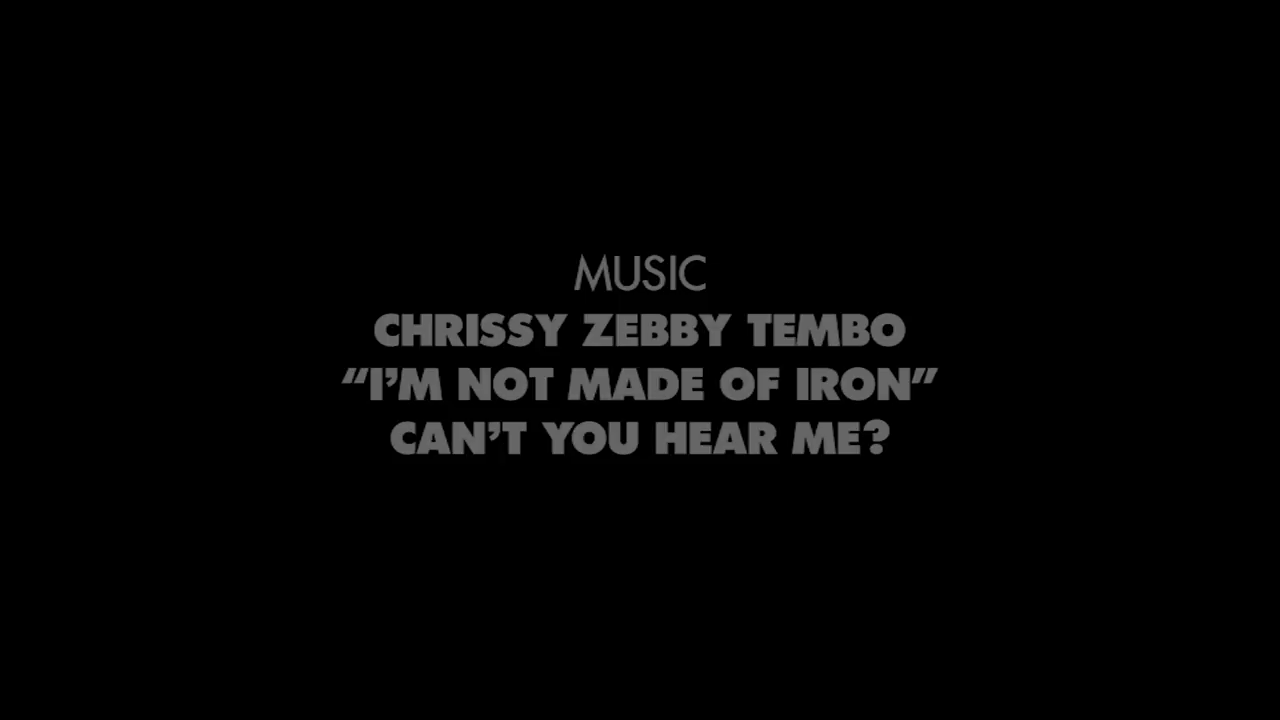 MUSIC
CHRISSY ZEBBY TEMBO
“I’M NOT MADE OF IRON”
CAN’T YOU HEAR ME?